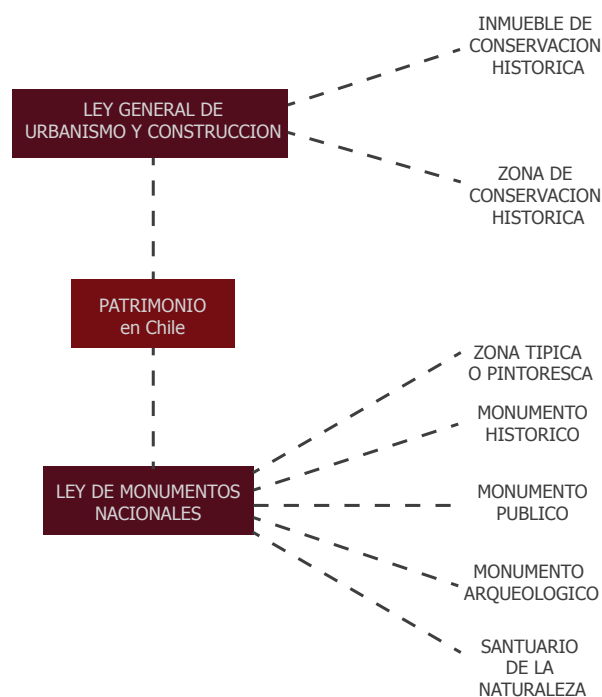 INMUEBLE DE
CONSERVACION
HISTORICA
LEY GENERAL DE
URBANISMO Y CONSTRUCCION
ZONA DE
CONSERVACION
HISTORICA
PATRIMONIO
en Chile
ZONA TIPICA
O PINTORESCA
MONUMENTO
HISTORICO
LEY DE MONUMENTOS
NACIONALES
MONUMENTO
PUBLICO
MONUMENTO
ARQUEOLOGICO
SANTUARIO
DE LA
NATURALEZA